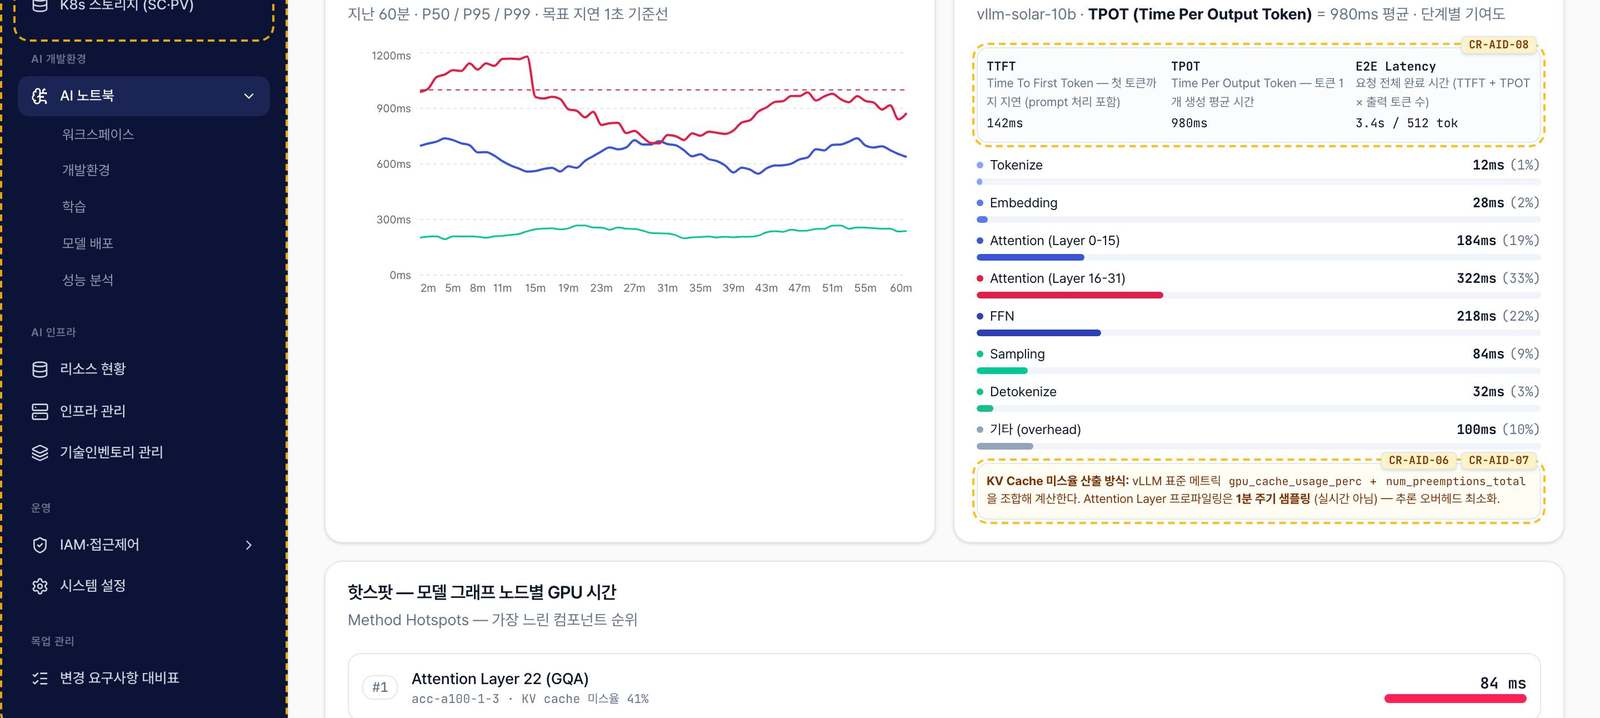 K8s 스토리지 (SC·PV)
AI 개발환경
AI 노트북
워크스페이스
개발환경
학습
모델 배포
성능 분석
AI 인프라
리소스 현황
인프라 관리
기술인벤토리 관리
운영
IAM·접근제어
시스템 설정
목업 관리
변경 요구사항 대비표
지난 60분 · P50 / P95 / P99 · 목표 지연 1초 기준선
1200ms
900ms
600ms
300ms
0ms
2m 5m 8m 11m 15m 19m 23m 27m 31m 35m 39m 43m 47m 51m 55m 60m
vllm-solar-10b · TPOT (Time Per Output Token) = 980ms 평균 · 단계별 기여도
CR-AID-08
TTFT
Time To First Token — 첫 토큰까
지 지연 (prompt 처리 포함)
142ms
TPOT
Time Per Output Token — 토큰 1
개 생성 평균 시간
980ms
E2E Latency
요청 전체 완료 시간 (TTFT + TPOT
× 출력 토큰 수)
3.4s / 512 tok
Tokenize 12ms (1%)
Embedding 28ms (2%)
Attention (Layer 0-15) 184ms (19%)
Attention (Layer 16-31) 322ms (33%)
FFN 218ms (22%)
Sampling 84ms (9%)
Detokenize 32ms (3%)
기타 (overhead) 100ms (10%)
CR-AID-06 CR-AID-07
KV Cache 미스율 산출 방식: vLLM 표준 메트릭 gpu_cache_usage_perc + num_preemptions_total
을 조합해 계산한다. Attention Layer 프로파일링은 1분 주기 샘플링 (실시간 아님) — 추론 오버헤드 최소화.
핫스팟 — 모델 그래프 노드별 GPU 시간
Method Hotspots — 가장 느린 컴포넌트 순위
#1
Attention Layer 22 (GQA)
acc-a100-1-3 · KV cache 미스율 41%
84 ms